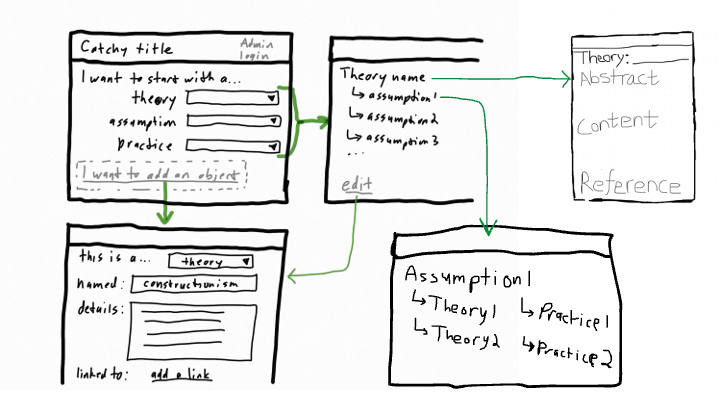 Catchy title
Admin
login
I want to start with a...
theory
assumption
practice
I want to add an object
Theory name
assumption1
assumption2
assumption3
...
edit
Theory:
Abstract
Content
Reference
this is a...
theory
named:
constructionism
details:
linked to:
add a link
Assumption1
Theory1
Theory2
Practice1
Practice2